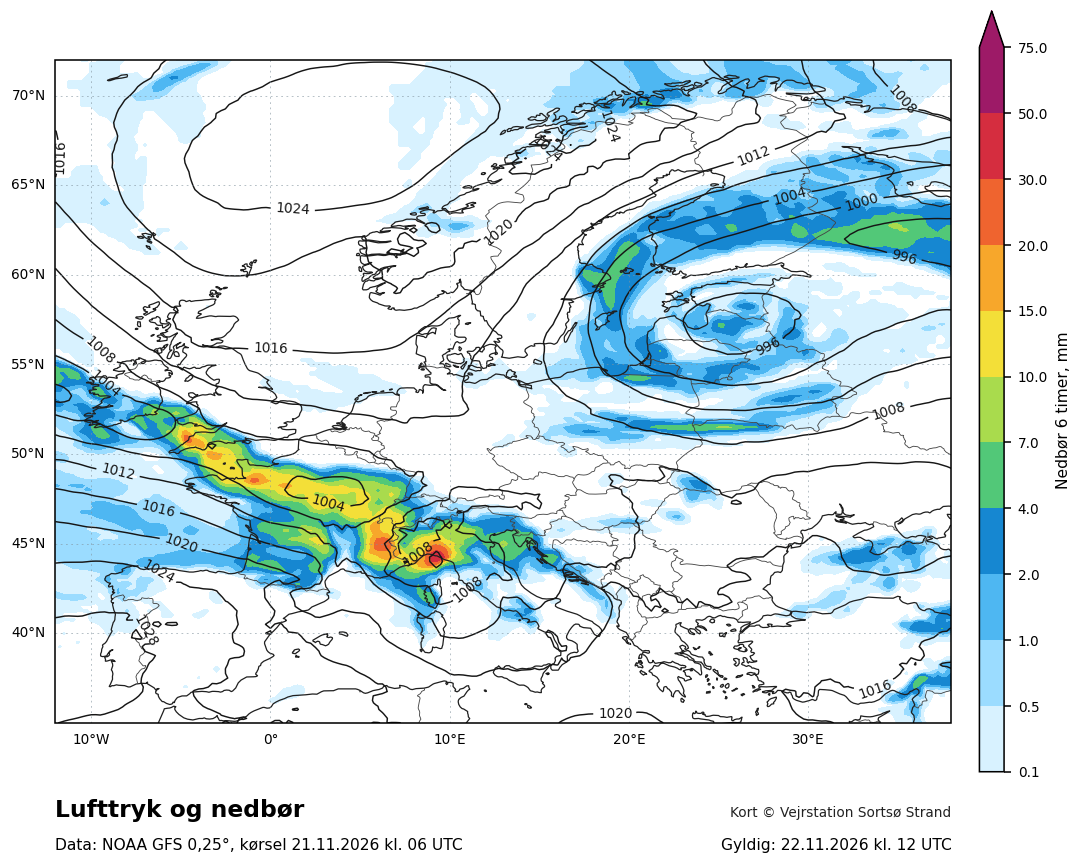 75.0
50.0
30.0
20.0
15.0
10.0
7.0
4.0
2.0
1.0
0.5
0.1
Nedbør 6 timer, mm
70°N
65°N
60°N
55°N
50°N
45°N
40°N
10°W
0°
10°E
20°E
30°E
1016
1024
1024
1024
1008
1012
1004
1000
996
1020
1016
996
1008
1008
1004
1012
1016
1020
1024
1028
1004
1008
1008
1016
1020
Lufttryk og nedbør
Kort © Vejrstation Sortsø Strand
Data: NOAA GFS 0,25°, kørsel 21.11.2026 kl. 06 UTC
Gyldig: 22.11.2026 kl. 12 UTC